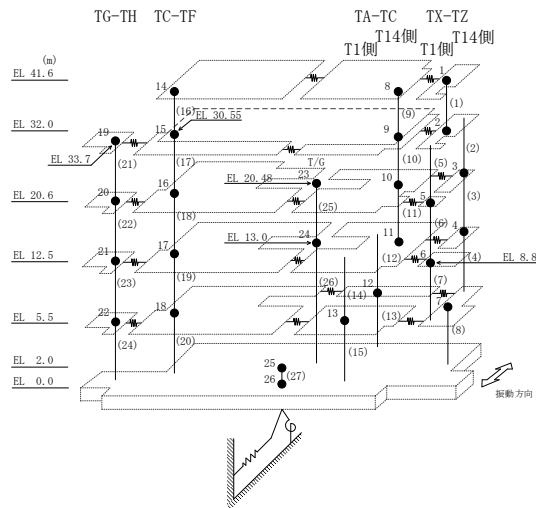 TG-TH TC-TF TA-TC TX-TZ
T1側 T14側 T1側 T14側
(m)
EL 41.6
14 8 1
(16) EL 30.55 (9) (1)
EL 32.0
19 15 9 2
EL 33.7 (21) (17) (10) (2)
T/G
EL 20.6
20 16 EL 20.48 23 10 (5) 3
(22) (18) (25) (11) 5 (3)
EL 12.5
21 17 EL 13.0 24 11 (6) 4
(23) (19) (12) 6 (4) EL 8.8
EL 5.5
22 18 (26) 13 (14) 12 (13) (7) 7
(24) (20) (15) (8)
EL 2.0
25
EL 0.0
26 (27)
振動方向